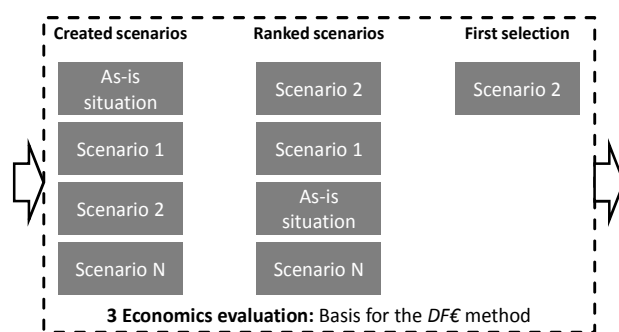 Created scenarios
Ranked scenarios
First selection
As-is
situation
Scenario 2
Scenario 2
Scenario 1
Scenario 1
Scenario 2
As-is
situation
Scenario N
Scenario N
3 Economics evaluation: Basis for the DF€ method